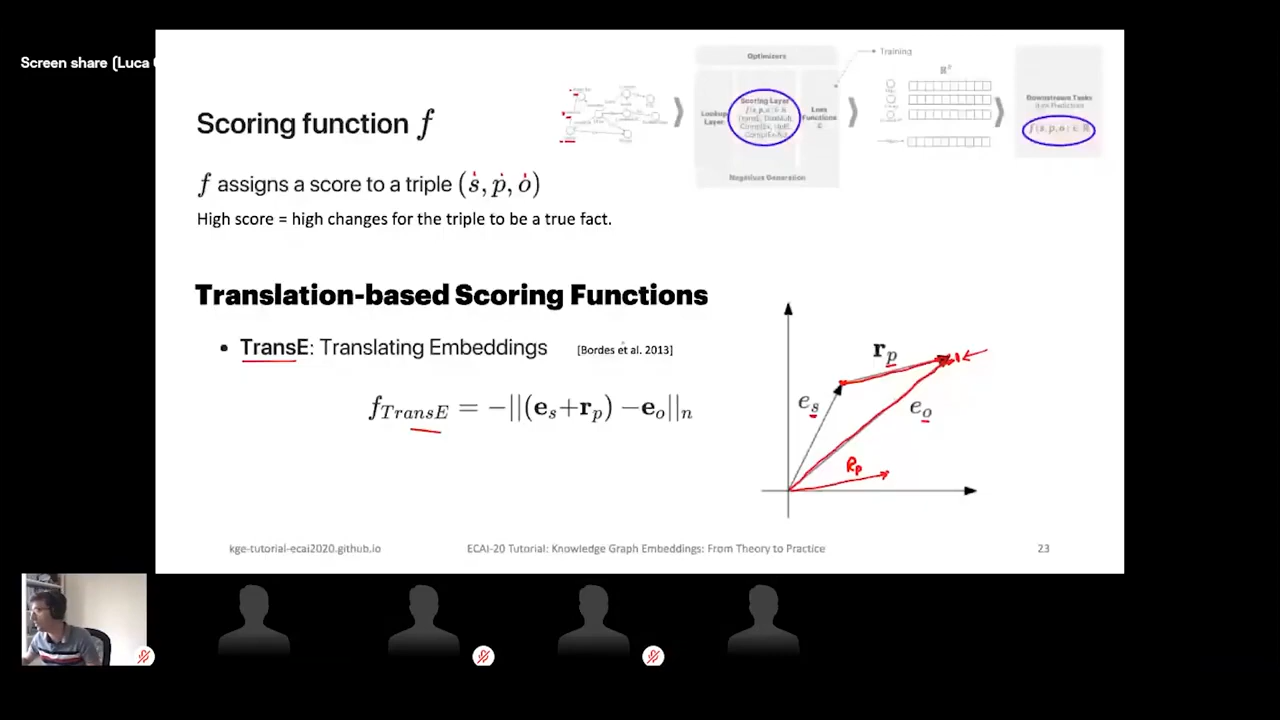 Screen share (Luca
Optimizers
Training
Scoring Layer
Lookup
Layer
Loss
Functions
Negatives Generation
Downstream Tasks
Scoring function f
f assigns a score to a triple (s, p, o)
High score = high changes for the triple to be a true fact.
Translation-based Scoring Functions
• TransE: Translating Embeddings [Bordes et al. 2013]
f_TransE = −||(e_s+r_p) −e_o||_n
r_p
e_s
e_o
R_p
kge-tutorial-ecai2020.github.io
ECAI-20 Tutorial: Knowledge Graph Embeddings: From Theory to Practice
23